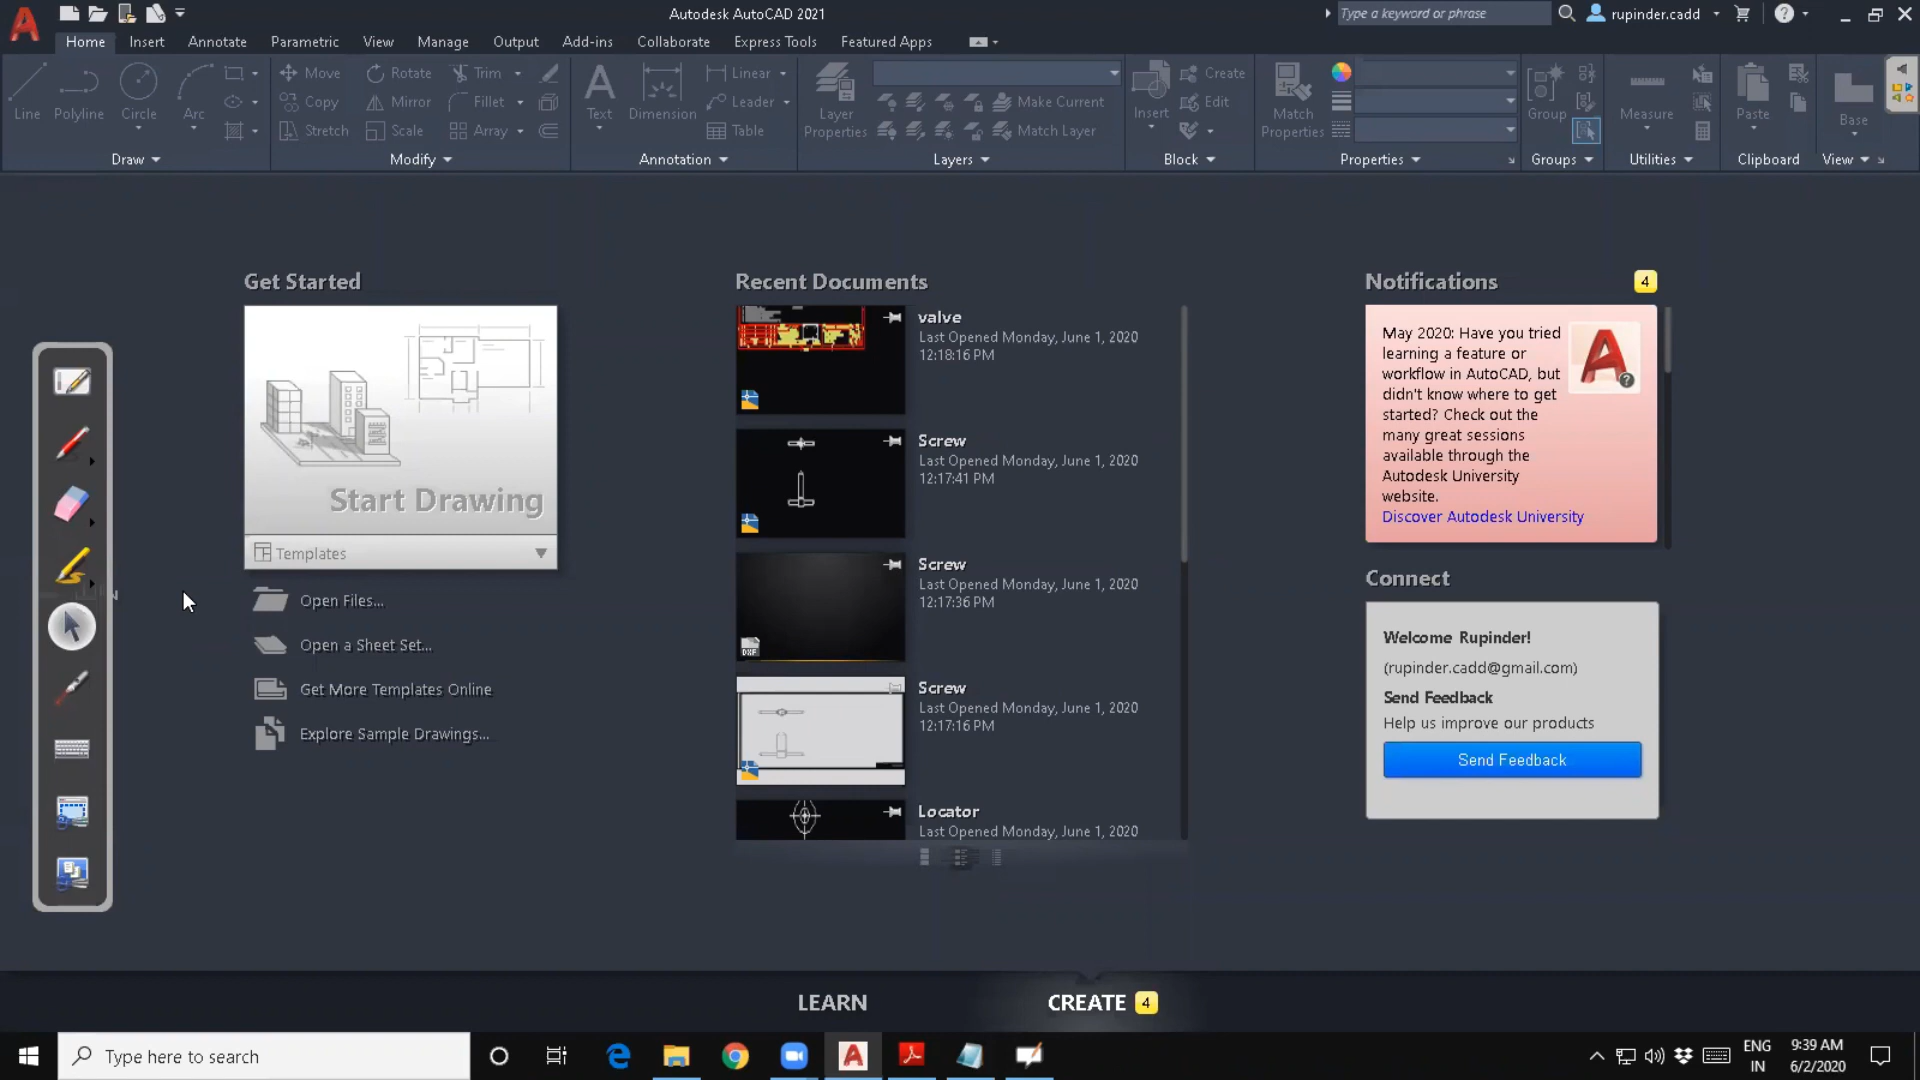 Autodesk AutoCAD 2021
Type a keyword or phrase
rupinder.cadd
Home Insert Annotate Parametric View Manage Output Add-ins Collaborate Express Tools Featured Apps
Line
Polyline
Circle
Arc
Move
Rotate
Trim
Copy
Mirror
Fillet
Stretch
Scale
Array
Text
Dimension
Linear
Leader
Table
Layer
Properties
Make Current
Match Layer
Insert
Create
Edit
Match
Properties
Group
Measure
Paste
Base
Draw
Modify
Annotation
Layers
Block
Properties
Groups
Utilities
Clipboard
View
Get Started
Start Drawing
Templates
Open Files...
Open a Sheet Set...
Get More Templates Online
Explore Sample Drawings...
Recent Documents
valve
Last Opened Monday, June 1, 2020
12:18:16 PM
Screw
Last Opened Monday, June 1, 2020
12:17:41 PM
Screw
Last Opened Monday, June 1, 2020
12:17:36 PM
DXF
Screw
Last Opened Monday, June 1, 2020
12:17:16 PM
Locator
Last Opened Monday, June 1, 2020
Notifications 4
May 2020: Have you tried
learning a feature or
workflow in AutoCAD, but
didn't know where to get
started? Check out the
many great sessions
available through the
Autodesk University
website.
Discover Autodesk University
Connect
Welcome Rupinder!
(rupinder.cadd@gmail.com)
Send Feedback
Help us improve our products
Send Feedback
LEARN
CREATE 4
Type here to search
ENG
IN
9:39 AM
6/2/2020